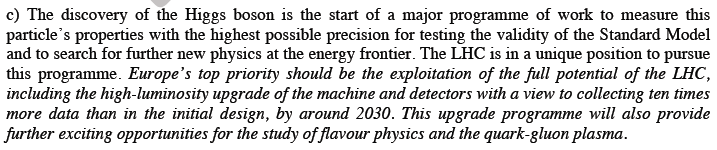 c) The discovery of the Higgs boson is the start of a major programme of work to measure this
particle's properties with the highest possible precision for testing the validity of the Standard Model
and to search for further new physics at the energy frontier. The LHC is in a unique position to pursue
this programme. Europe's top priority should be the exploitation of the full potential of the LHC,
including the high-luminosity upgrade of the machine and detectors with a view to collecting ten times
more data than in the initial design, by around 2030. This upgrade programme will also provide
further exciting opportunities for the study of flavour physics and the quark-gluon plasma.